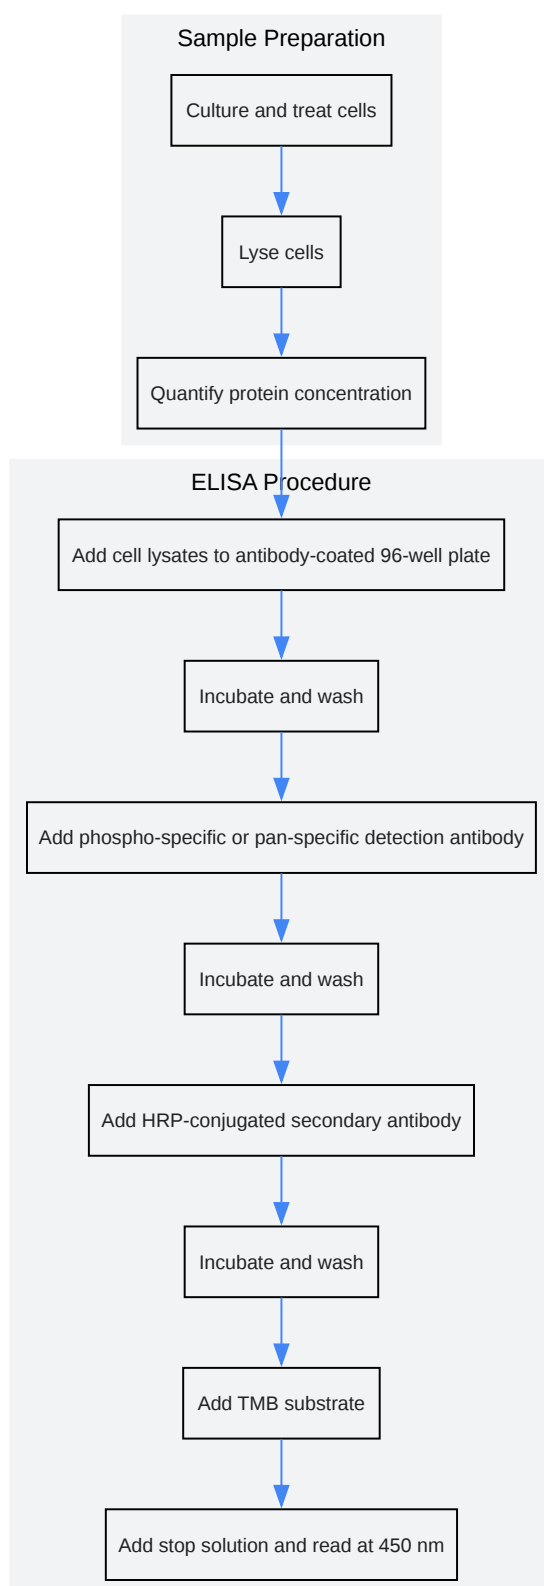 Sample Preparation
Culture and treat cells
Lyse cells
Quantify protein concentration
ELISA Procedure
Add cell lysates to antibody-coated 96-well plate
Incubate and wash
Add phospho-specific or pan-specific detection antibody
Incubate and wash
Add HRP-conjugated secondary antibody
Incubate and wash
Add TMB substrate
Add stop solution and read at 450 nm